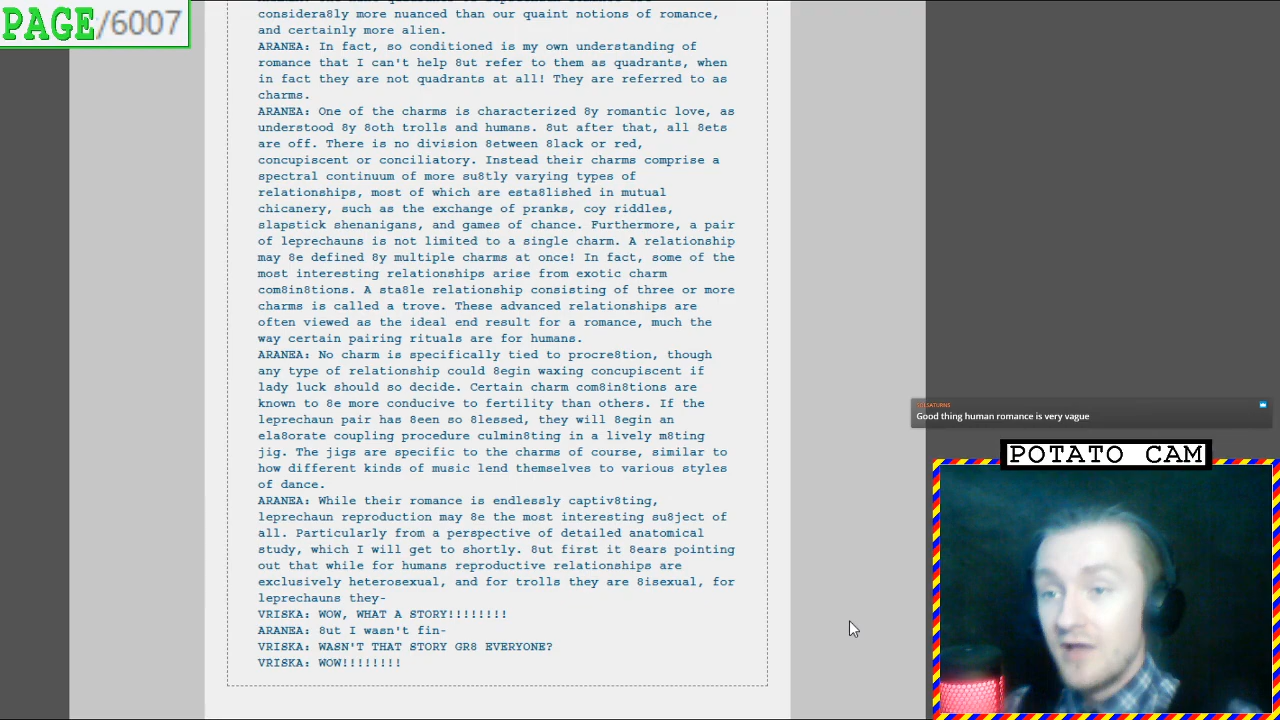 PAGE/6007
considera8ly more nuanced than our quaint notions of romance,
and certainly more alien.
ARANEA: In fact, so conditioned is my own understanding of
romance that I can't help 8ut refer to them as quadrants, when
in fact they are not quadrants at all! They are referred to as
charms.
ARANEA: One of the charms is characterized 8y romantic love, as
understood 8y 8oth trolls and humans. 8ut after that, all 8ets
are off. There is no division 8etween 8lack or red,
concupiscent or conciliatory. Instead their charms comprise a
spectral continuum of more su8tly varying types of
relationships, most of which are esta8lished in mutual
chicanery, such as the exchange of pranks, coy riddles,
slapstick shenanigans, and games of chance. Furthermore, a pair
of leprechauns is not limited to a single charm. A relationship
may 8e defined 8y multiple charms at once! In fact, some of the
most interesting relationships arise from exotic charm
com8in8tions. A sta8le relationship consisting of three or more
charms is called a trove. These advanced relationships are
often viewed as the ideal end result for a romance, much the
way certain pairing rituals are for humans.
ARANEA: No charm is specifically tied to procre8tion, though
any type of relationship could 8egin waxing concupiscent if
lady luck should so decide. Certain charm com8in8tions are
known to 8e more conducive to fertility than others. If the
leprechaun pair has 8een so 8lessed, they will 8egin an
ela8orate coupling procedure culmin8ting in a lively m8ting
jig. The jigs are specific to the charms of course, similar to
how different kinds of music lend themselves to various styles
of dance.
ARANEA: While their romance is endlessly captiv8ting,
leprechaun reproduction may 8e the most interesting su8ject of
all. Particularly from a perspective of detailed anatomical
study, which I will get to shortly. 8ut first it 8ears pointing
out that while for humans reproductive relationships are
exclusively heterosexual, and for trolls they are 8isexual, for
leprechauns they-
VRISKA: WOW, WHAT A STORY!!!!!!!!
ARANEA: 8ut I wasn't fin-
VRISKA: WASN'T THAT STORY GR8 EVERYONE?
VRISKA: WOW!!!!!!!!
Good thing human romance is very vague
POTATO CAM